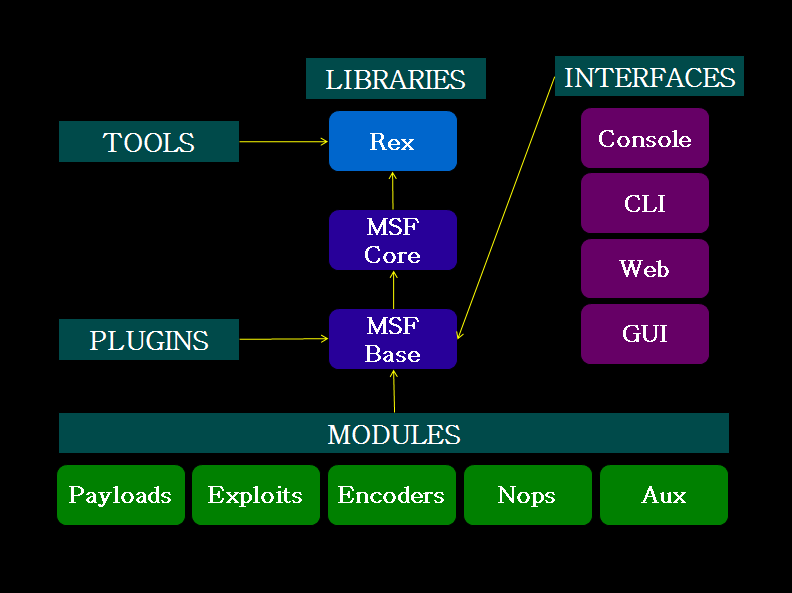 LIBRARIES
INTERFACES
TOOLS
Rex
Console
CLI
MSF
Core
Web
PLUGINS
MSF
Base
GUI
MODULES
Payloads
Exploits
Encoders
Nops
Aux